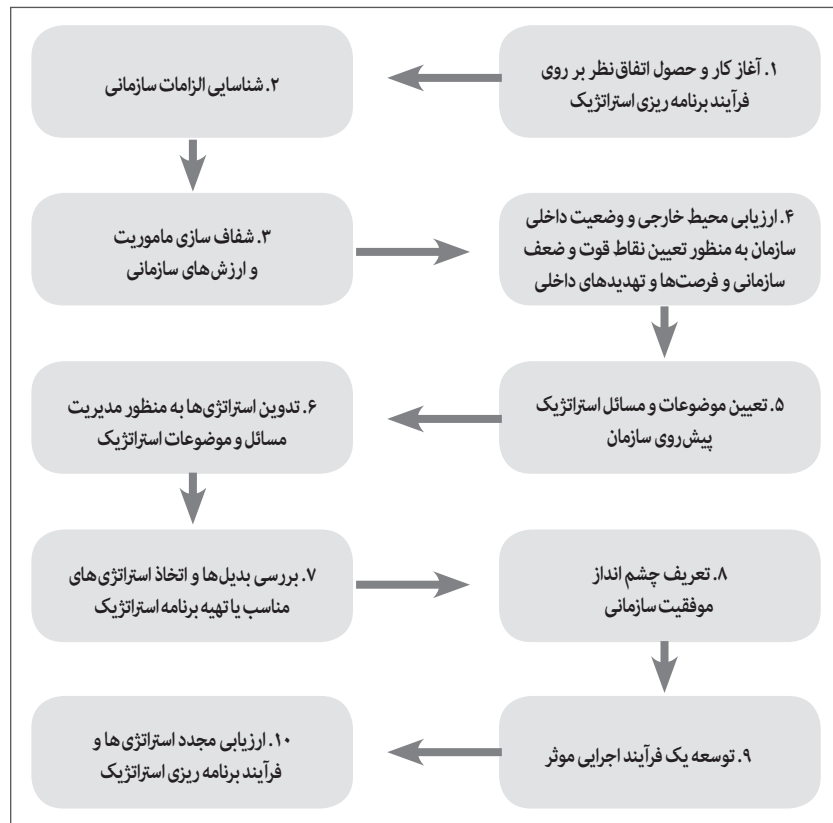 ۱. آغاز کار و حصول اتفاق‌نظر بر روی
فرآیند برنامه ریزی استراتژیک
۲. شناسایی الزامات سازمانی
۳. شفاف سازی ماموریت
و ارزش‌های سازمانی
۴. ارزیابی محیط خارجی و وضعیت داخلی
سازمان به منظور تعیین نقاط قوت و ضعف
سازمانی و فرصت‌ها و تهدیدهای داخلی
۵. تعیین موضوعات و مسائل استراتژیک
پیش‌روی سازمان
۶. تدوین استراتژی‌ها به منظور مدیریت
مسائل و موضوعات استراتژیک
۷. بررسی بدیل‌ها و اتخاذ استراتژی‌های
مناسب یا تهیه برنامه استراتژیک
۸. تعریف چشم انداز
موفقیت سازمانی
۹. توسعه یک فرآیند اجرایی موثر
۱۰. ارزیابی مجدد استراتژی‌ها و
فرآیند برنامه ریزی استراتژیک